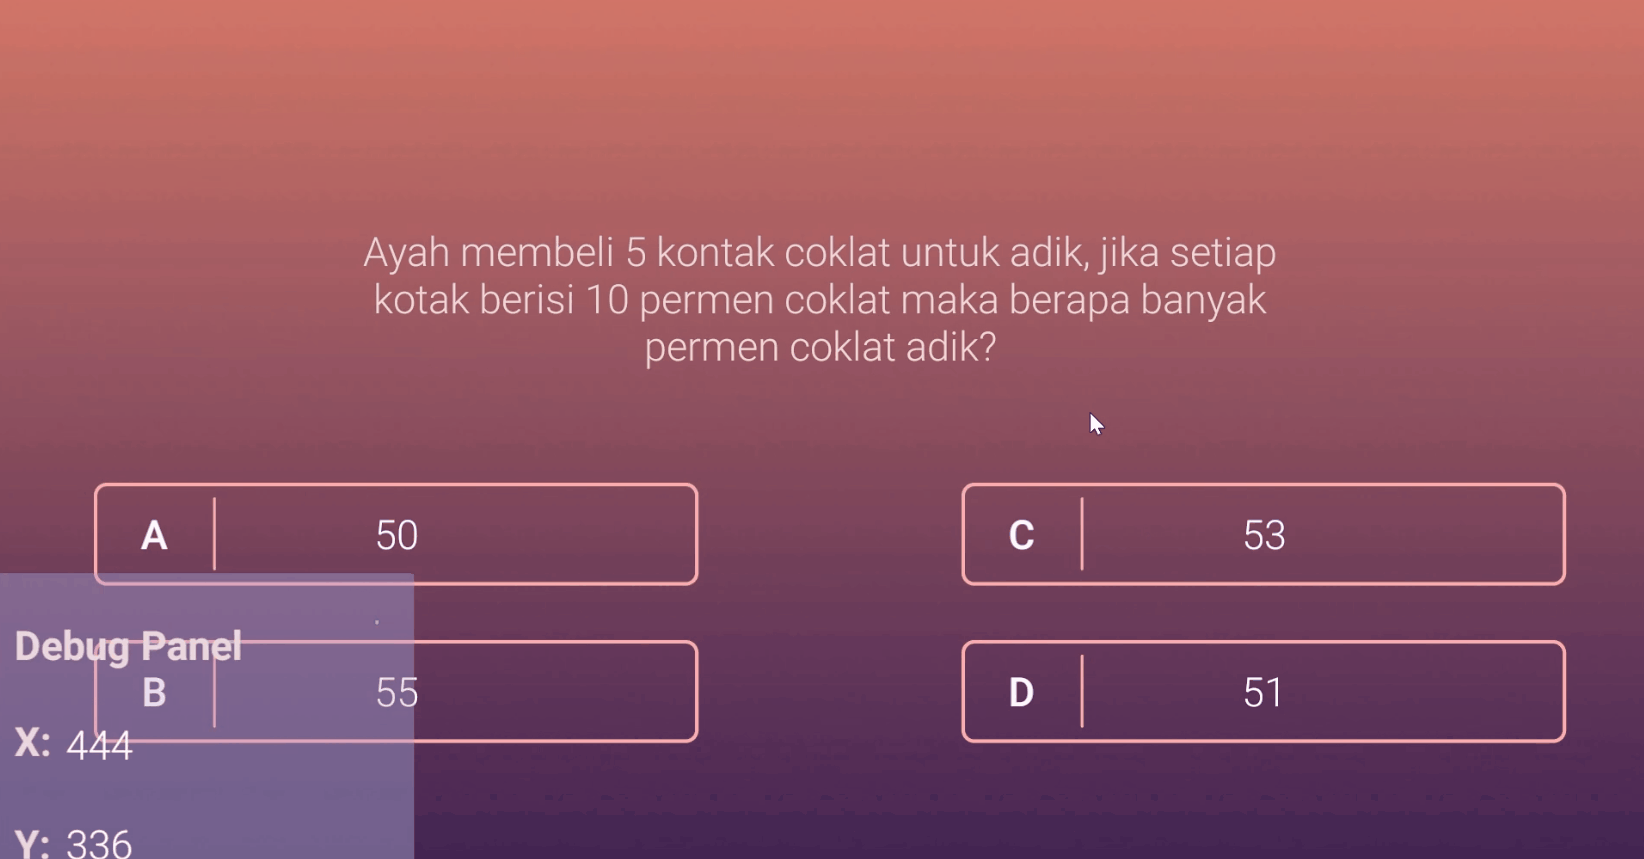 Ayah membeli 5 kontak coklat untuk adik, jika setiap
kotak berisi 10 permen coklat maka berapa banyak
permen coklat adik?
A 50
C 53
Debug Panel
B 55
D 51
X: 444
Y: 336